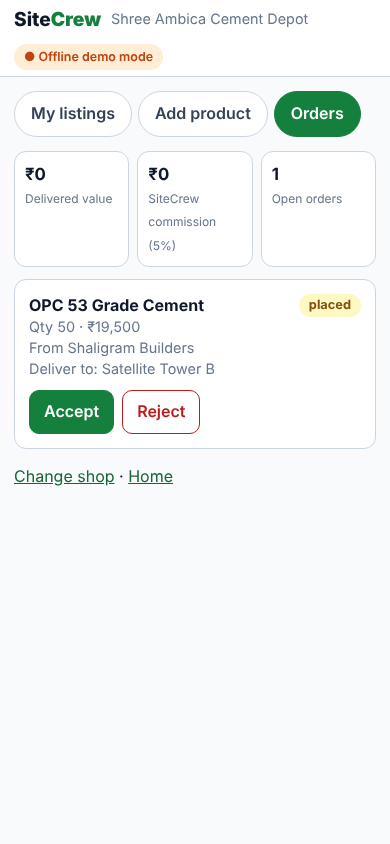 SiteCrew Shree Ambica Cement Depot
● Offline demo mode
My listings Add product Orders
₹0 ₹0 1
Delivered value SiteCrew Open orders
commission
(5%)
OPC 53 Grade Cement placed
Qty 50 · ₹19,500
From Shaligram Builders
Deliver to: Satellite Tower B
Accept Reject
Change shop · Home